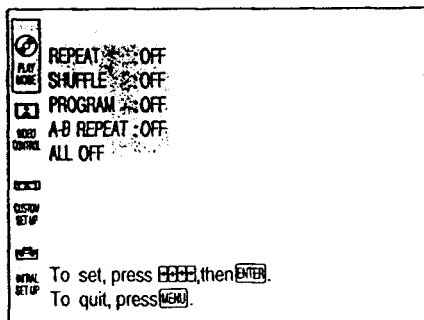 PLAY
MODE
REPEAT :OFF
SHUFFLE :OFF
PROGRAM :OFF
A-B REPEAT :OFF
ALL OFF
VIDEO
CONTROL
CUSTOM
SET UP
INITIAL
SET UP
To set, press ,then ENTER.
To quit, press MENU.